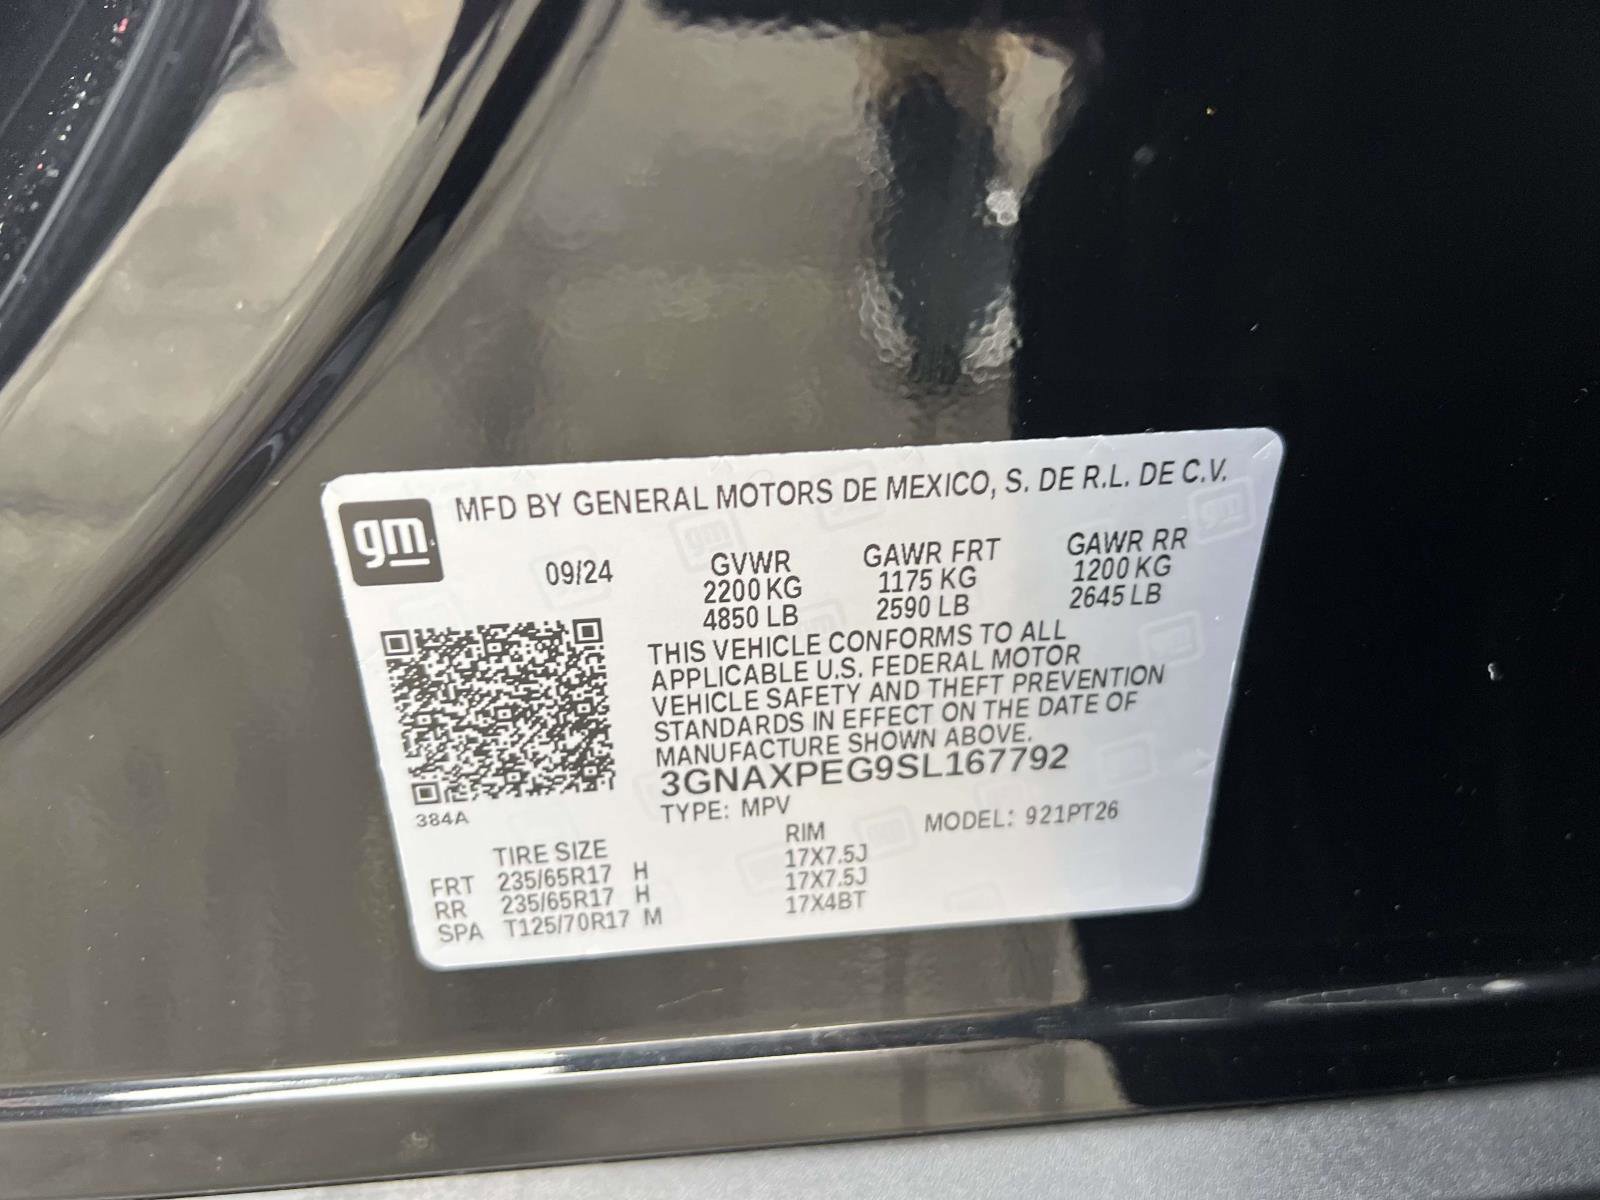 gm
MFD BY GENERAL MOTORS DE MEXICO, S. DE R.L. DE C.V.
09/24
GVWR
2200 KG
4850 LB
GAWR FRT
1175 KG
2590 LB
GAWR RR
1200 KG
2645 LB
THIS VEHICLE CONFORMS TO ALL
APPLICABLE U.S. FEDERAL MOTOR
VEHICLE SAFETY AND THEFT PREVENTION
STANDARDS IN EFFECT ON THE DATE OF
MANUFACTURE SHOWN ABOVE.
3GNAXPEG9SL167792
TYPE: MPV
MODEL: 921PT26
384A
TIRE SIZE RIM
FRT 235/65R17 H 17X7.5J
RR 235/65R17 H 17X7.5J
SPA T125/70R17 M 17X4BT